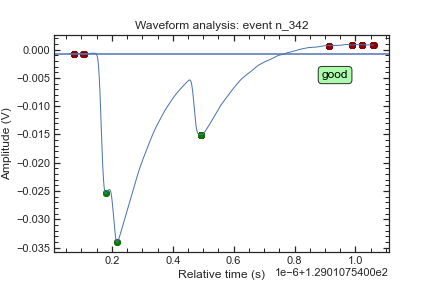 Waveform analysis: event n_342
Amplitude (V)
0.000
−0.005
−0.010
−0.015
−0.020
−0.025
−0.030
−0.035
good
0.2
0.4
0.6
0.8
1.0
Relative time (s)
1e-6+1.2901075400e2